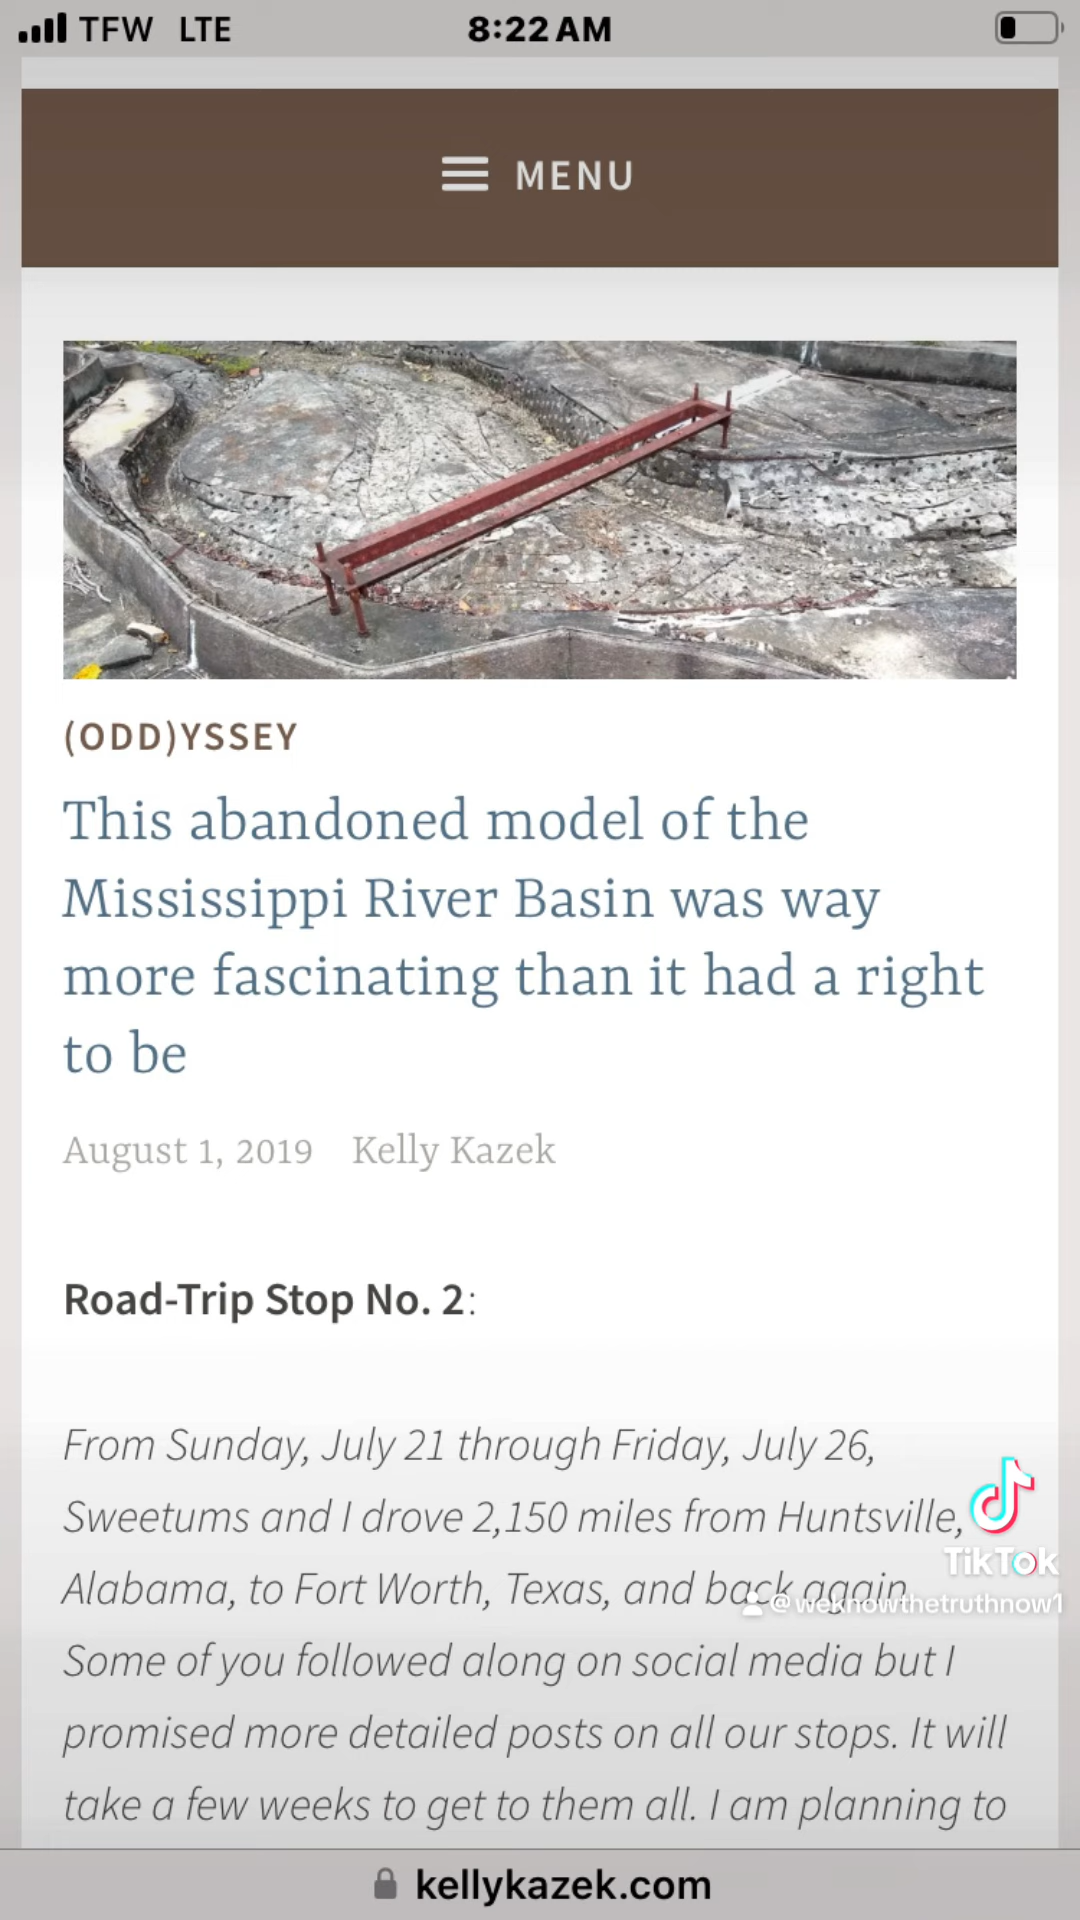 TFW LTE 8:22 AM
MENU
(ODD)YSSEY
This abandoned model of the
Mississippi River Basin was way
more fascinating than it had a right
to be
August 1, 2019 Kelly Kazek
Road-Trip Stop No. 2:
From Sunday, July 21 through Friday, July 26,
Sweetums and I drove 2,150 miles from Huntsville,
TikTok
Alabama, to Fort Worth, Texas, and back again.
@weknowthetruthnow1
Some of you followed along on social media but I
promised more detailed posts on all our stops. It will
take a few weeks to get to them all. I am planning to
kellykazek.com